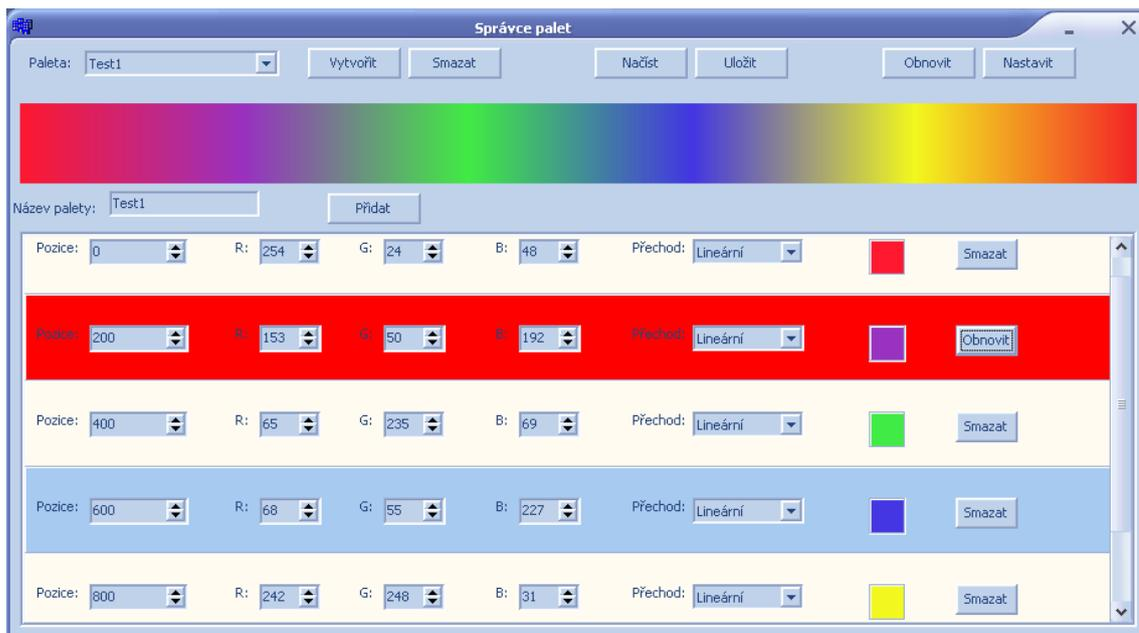 Správce palet
Paleta: Test1 Vytvořit Smazat Načíst Uložit Obnovit Nastavit
Název palety: Test1 Přidat
Pozice: 0 R: 254 G: 24 B: 48 Přechod: Lineární Smazat
Pozice: 200 R: 153 G: 50 B: 192 Přechod: Lineární Obnovit
Pozice: 400 R: 65 G: 235 B: 69 Přechod: Lineární Smazat
Pozice: 600 R: 68 G: 55 B: 227 Přechod: Lineární Smazat
Pozice: 800 R: 242 G: 248 B: 31 Přechod: Lineární Smazat